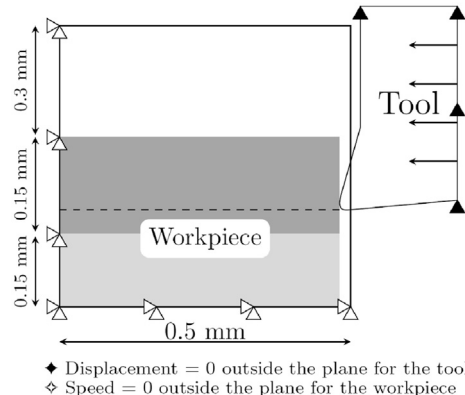 0.3 mm
Tool
0.15 mm
Workpiece
0.15 mm
0.5 mm
Displacement = 0 outside the plane for the tool
Speed = 0 outside the plane for the workpiece